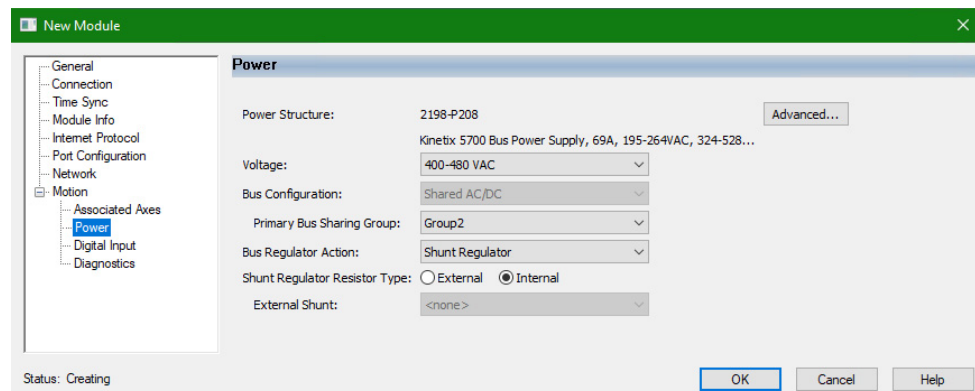 New Module
General
Connection
Time Sync
Module Info
Internet Protocol
Port Configuration
Network
Motion
Associated Axes
Power
Digital Input
Diagnostics
Power
Power Structure: 2198-P208 Advanced...
Kinetix 5700 Bus Power Supply, 69A, 195-264VAC, 324-528...
Voltage: 400-480 VAC
Bus Configuration: Shared AC/DC
Primary Bus Sharing Group: Group2
Bus Regulator Action: Shunt Regulator
Shunt Regulator Resistor Type: External Internal
External Shunt: <none>
Status: Creating OK Cancel Help